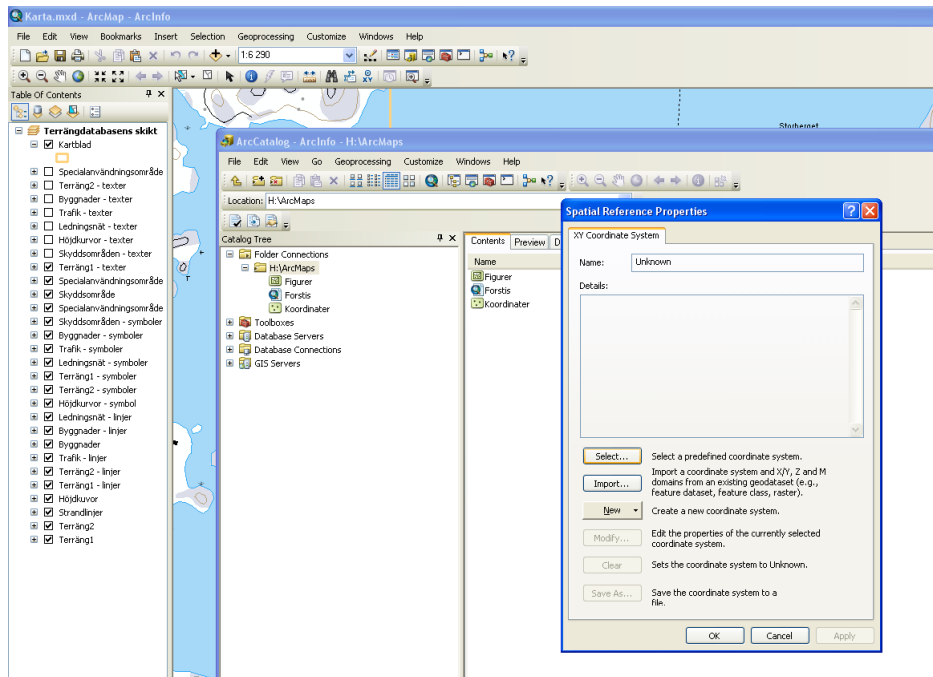 Karta.mxd - ArcMap - ArcInfo
File Edit View Bookmarks Insert Selection Geoprocessing Customize Windows Help
1:6 290
Table Of Contents
Terrängdatabasens skikt
Kartblad
Specialanvändningsområde
Terräng2 - texter
Byggnader - texter
Trafik - texter
Ledningsnät - texter
Höjdkurvor - texter
Skyddsområden - texter
Terräng1 - texter
Specialanvändningsområde
Skyddsområde
Specialanvändningsområde
Skyddsområden - symboler
Byggnader - symboler
Trafik - symboler
Ledningsnät - symboler
Terräng1 - symboler
Terräng2 - symboler
Höjdkurvor - symbol
Ledningsnät - linjer
Byggnader - linjer
Byggnader
Trafik - linjer
Terräng2 - linjer
Terräng1 - linjer
Höjdkuvor
Strandlinjer
Terräng2
Terräng1
Storberget
ArcCatalog - ArcInfo - H:\ArcMaps
File Edit View Go Geoprocessing Customize Windows Help
Location: H:\ArcMaps
Catalog Tree
Folder Connections
H:\ArcMaps
Figurer
Forstis
Koordinater
Toolboxes
Database Servers
Database Connections
GIS Servers
Contents Preview D
Name
Figurer
Forstis
Koordinater
Spatial Reference Properties
XY Coordinate System
Name: Unknown
Details:
Select... Select a predefined coordinate system.
Import... Import a coordinate system and X/Y, Z and M
domains from an existing geodataset (e.g.,
feature dataset, feature class, raster).
New Create a new coordinate system.
Modify... Edit the properties of the currently selected
coordinate system.
Clear Sets the coordinate system to Unknown.
Save As... Save the coordinate system to a
file.
OK Cancel Apply